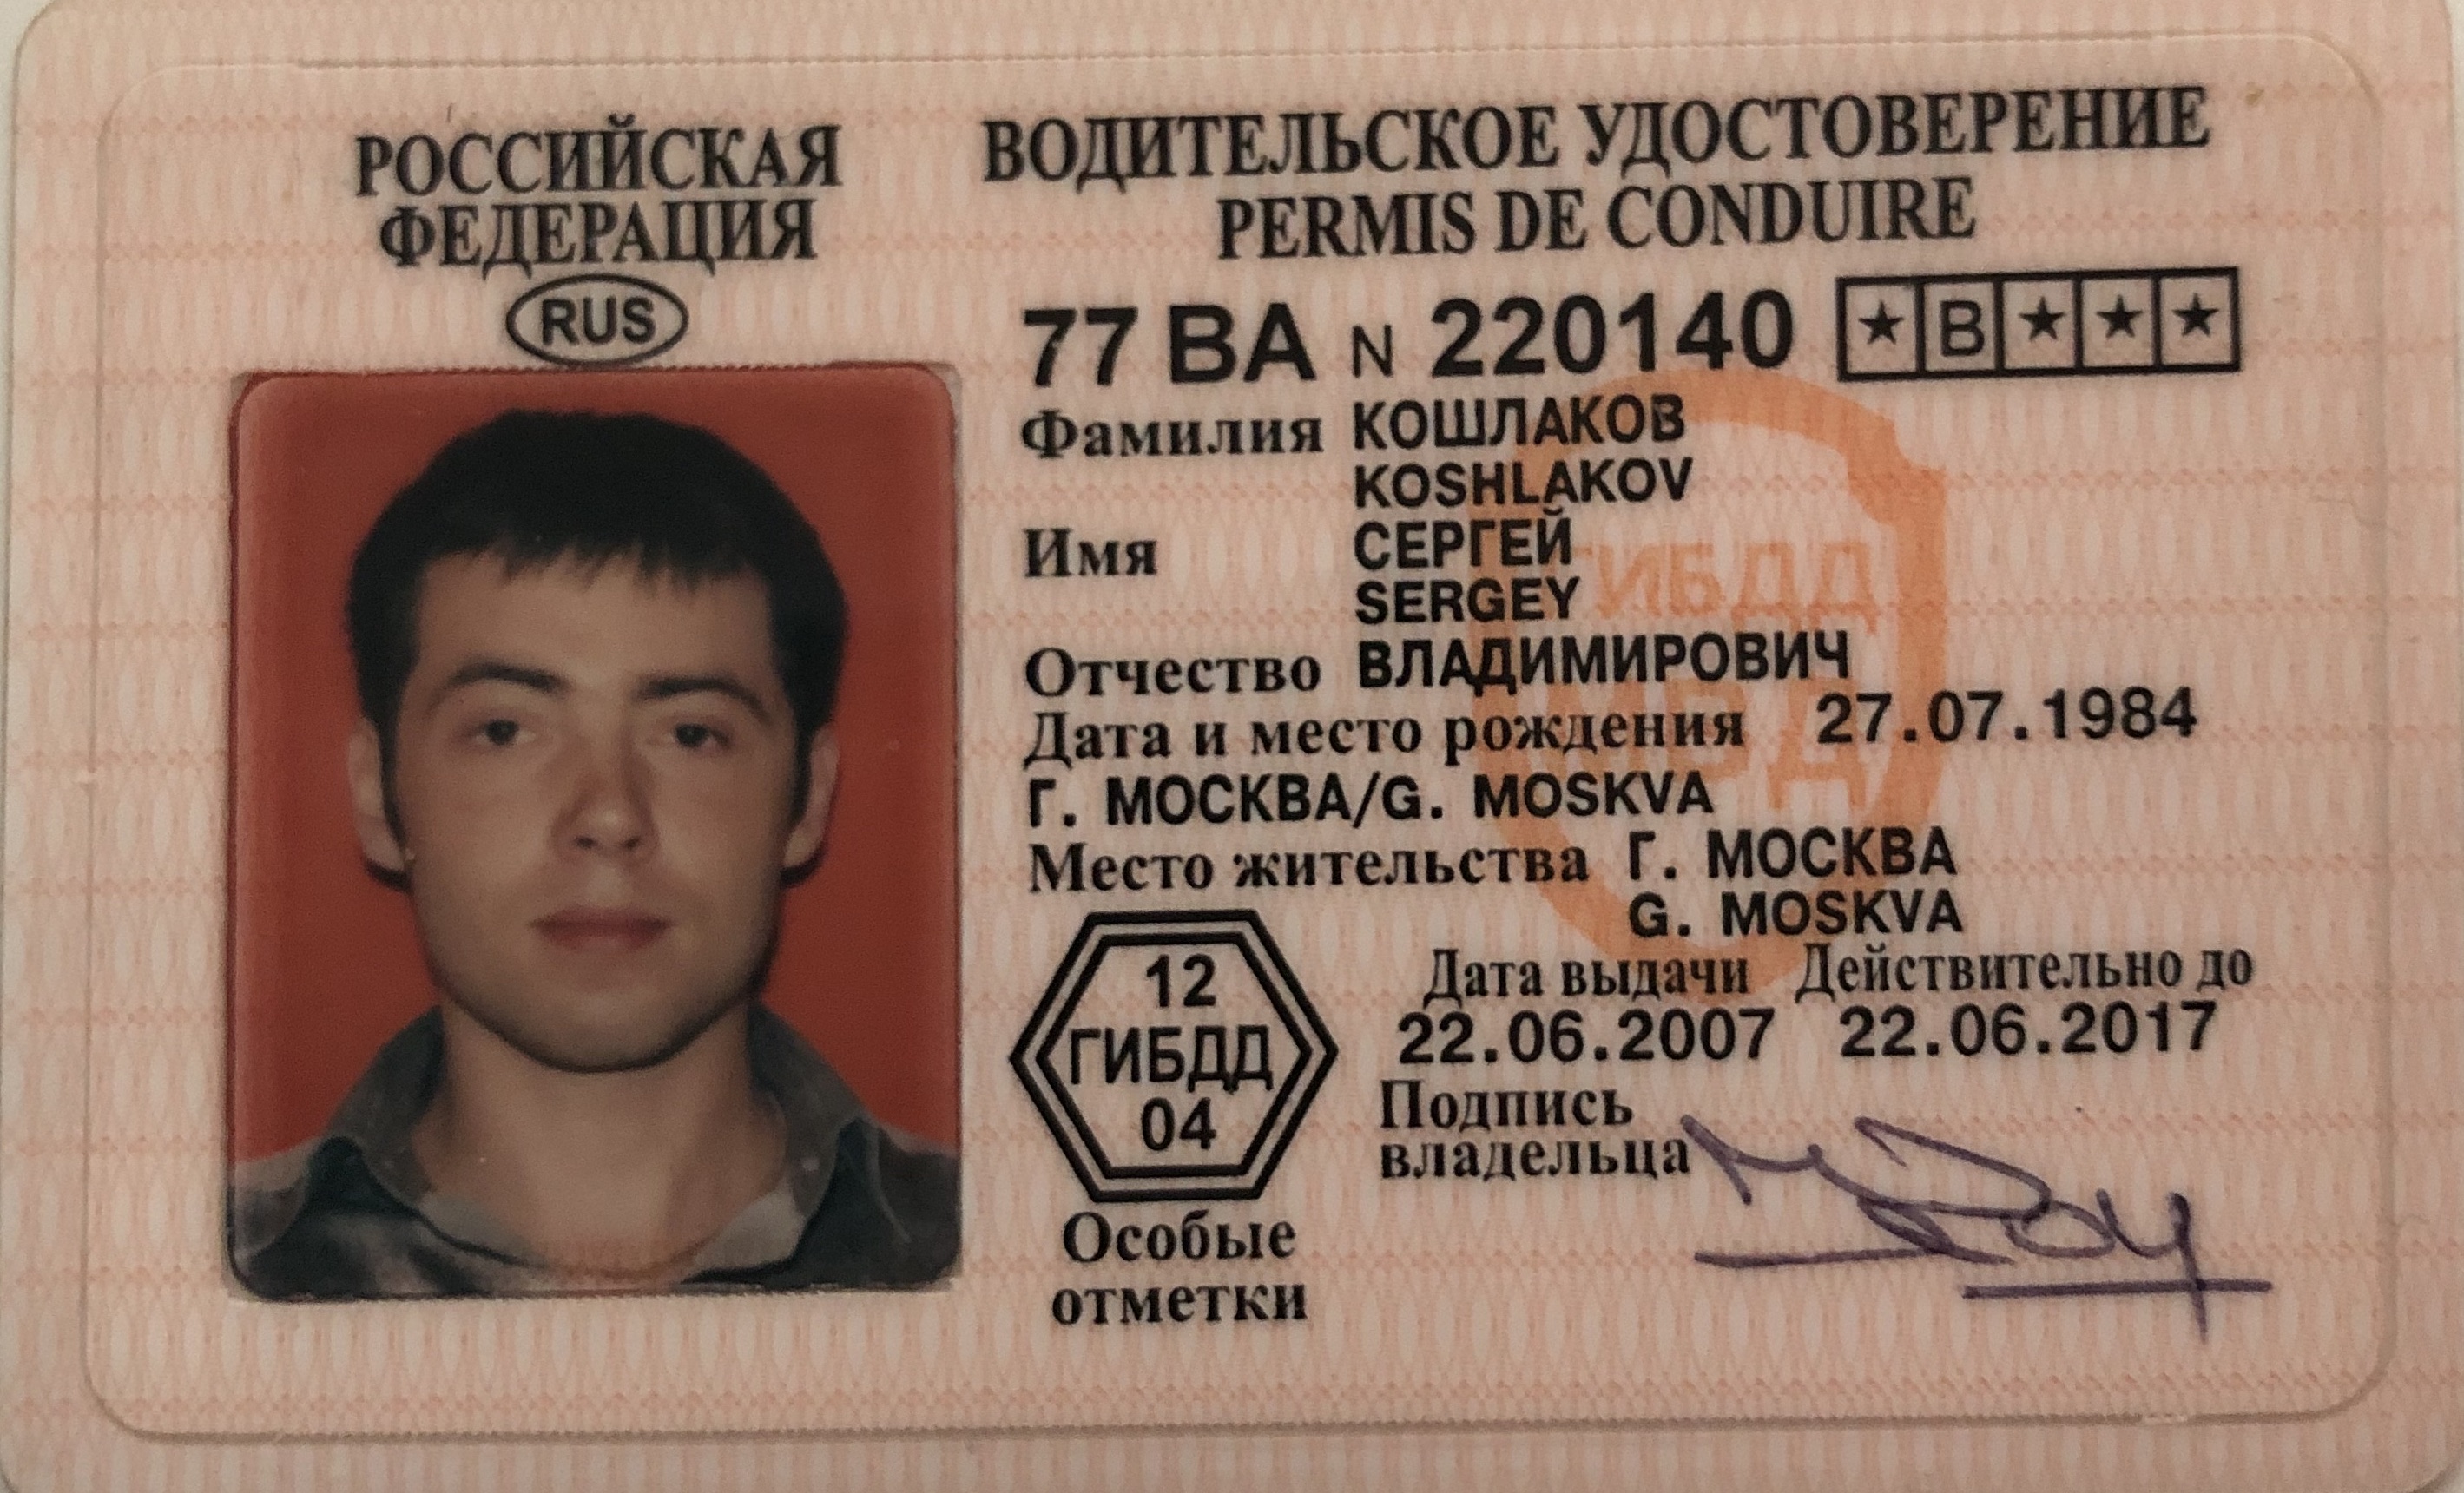 РОССИЙСКАЯ
ФЕДЕРАЦИЯ
RUS
ВОДИТЕЛЬСКОЕ УДОСТОВЕРЕНИЕ
PERMIS DE CONDUIRE
77 ВА N 220140 ★ B ★ ★ ★
Фамилия КОШЛАКОВ
KOSHLAKOV
Имя СЕРГЕЙ
SERGEY
Отчество ВЛАДИМИРОВИЧ
Дата и место рождения 27.07.1984
Г. МОСКВА/G. MOSKVA
Место жительства Г. МОСКВА
G. MOSKVA
Дата выдачи Действительно до
22.06.2007 22.06.2017
12
ГИБДД
04
Подпись
владельца
Особые
отметки
ГИБДД